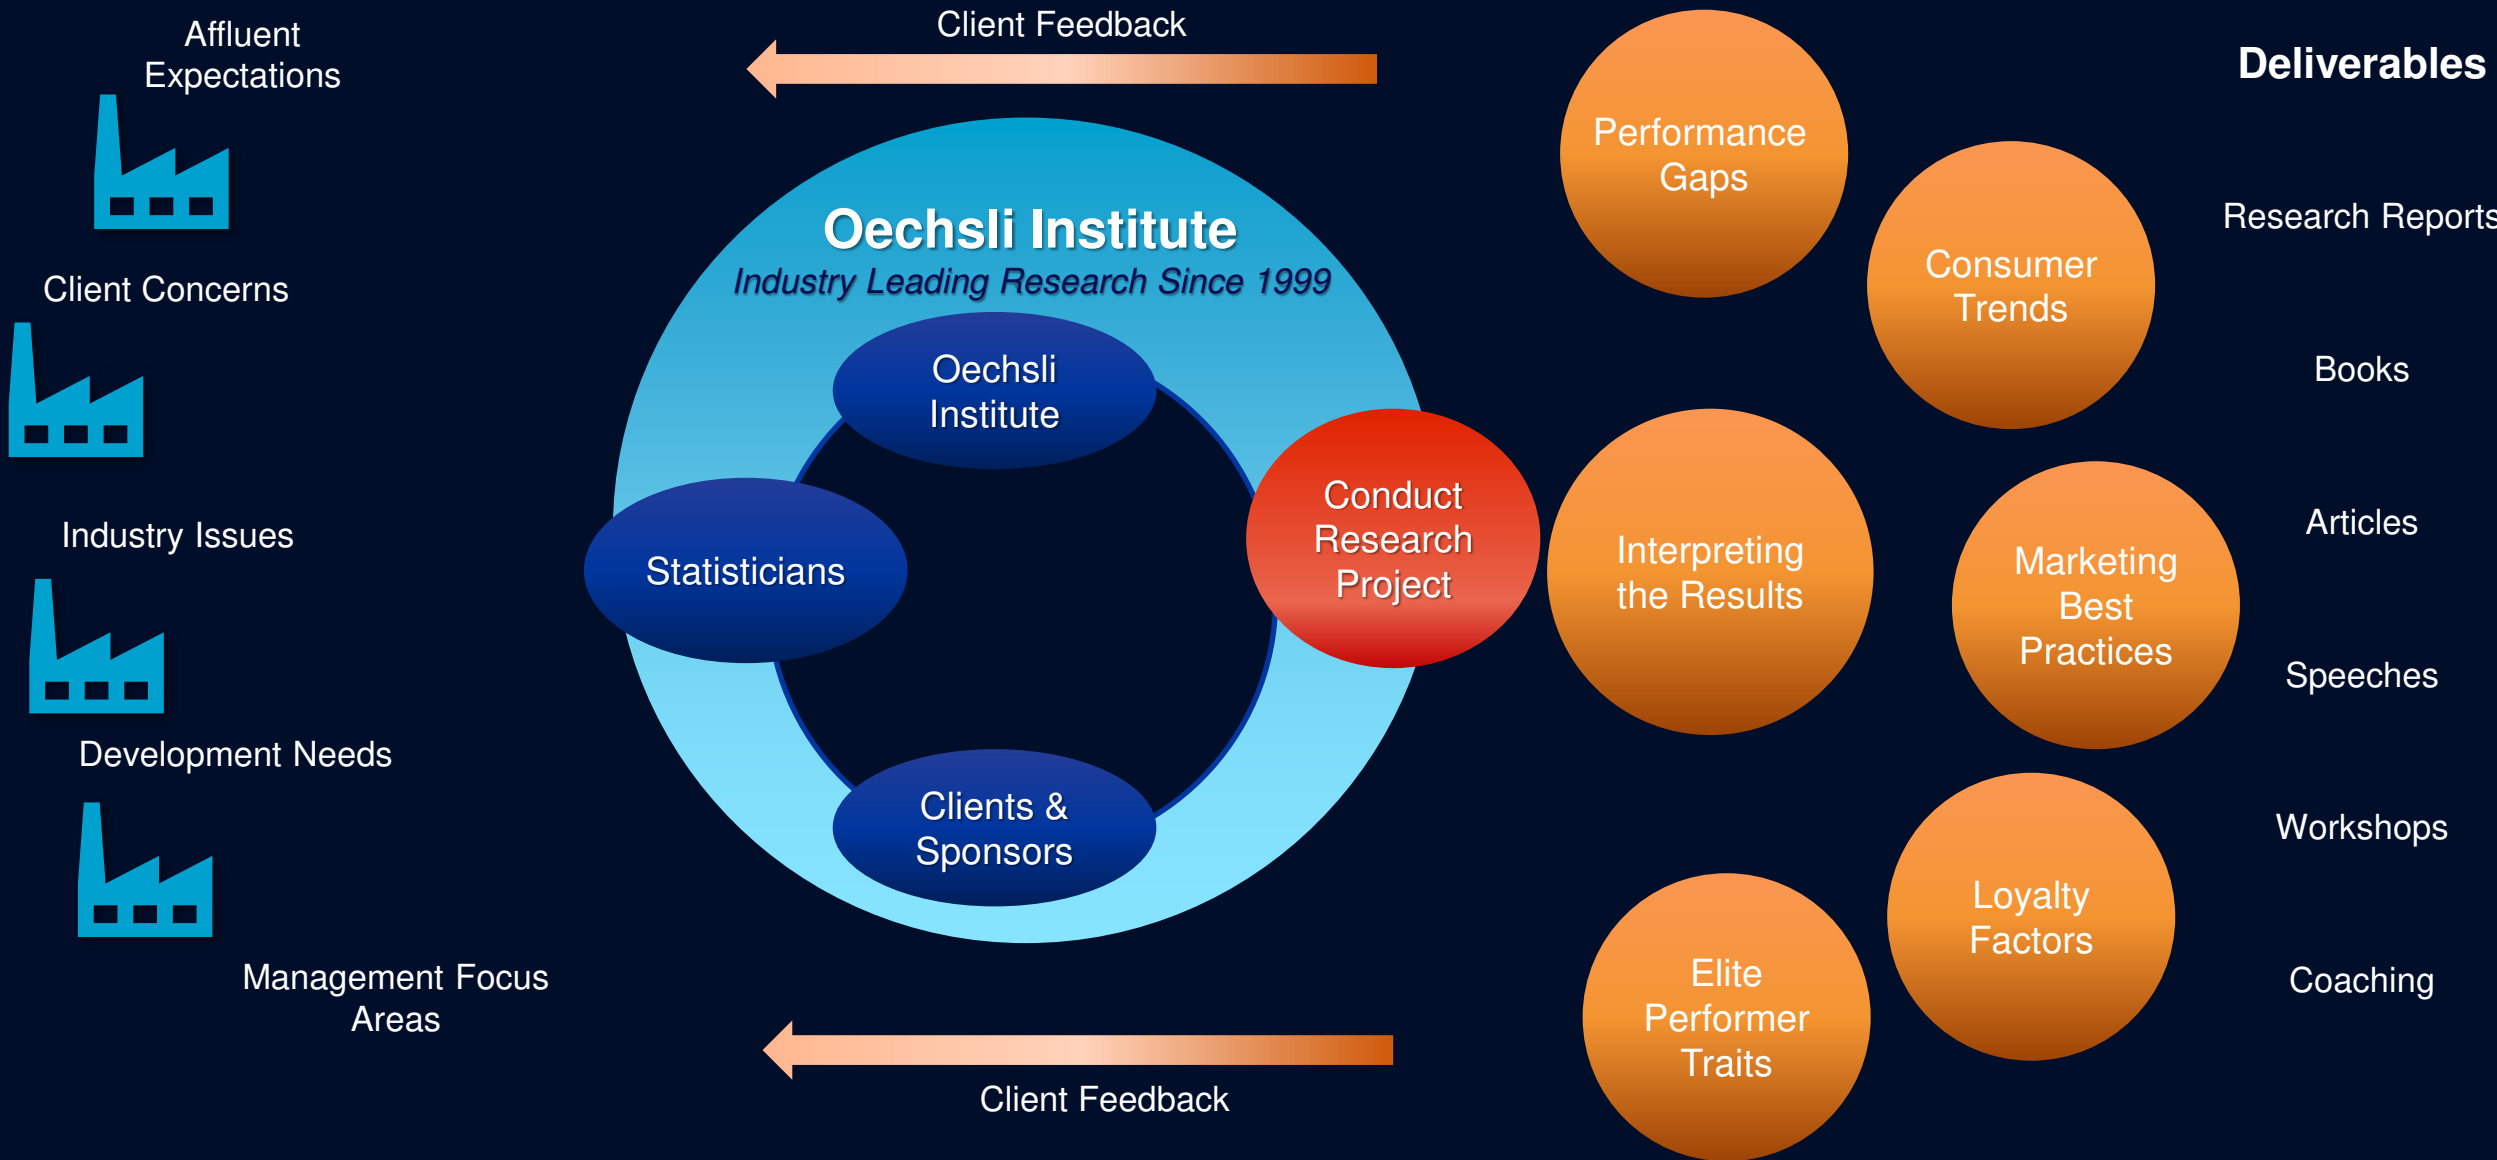 Affluent
Expectations
Client Concerns
Industry Issues
Development Needs
Management Focus
Areas
Client Feedback
Oechsli Institute
Industry Leading Research Since 1999
Oechsli
Institute
Statisticians
Clients &
Sponsors
Conduct
Research
Project
Client Feedback
Performance
Gaps
Consumer
Trends
Interpreting
the Results
Marketing
Best
Practices
Loyalty
Factors
Elite
Performer
Traits
Deliverables
Research Reports
Books
Articles
Speeches
Workshops
Coaching